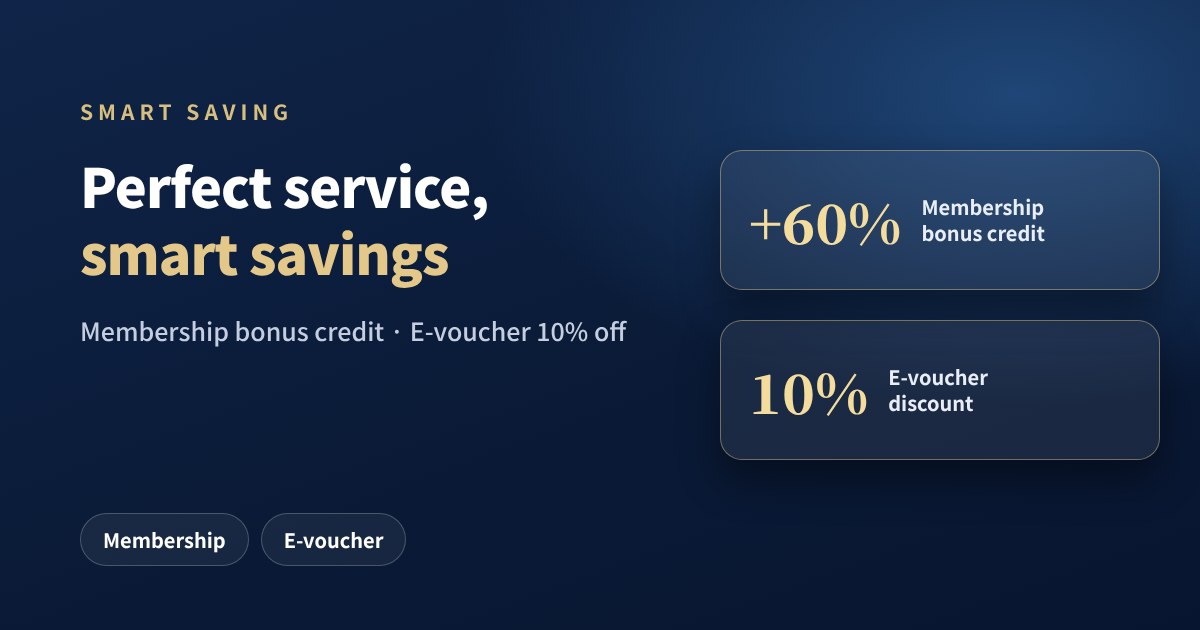 SMART SAVING
Perfect service,
smart savings
Membership bonus credit · E-voucher 10% off
+60%
Membership
bonus credit
10%
E-voucher
discount
Membership
E-voucher